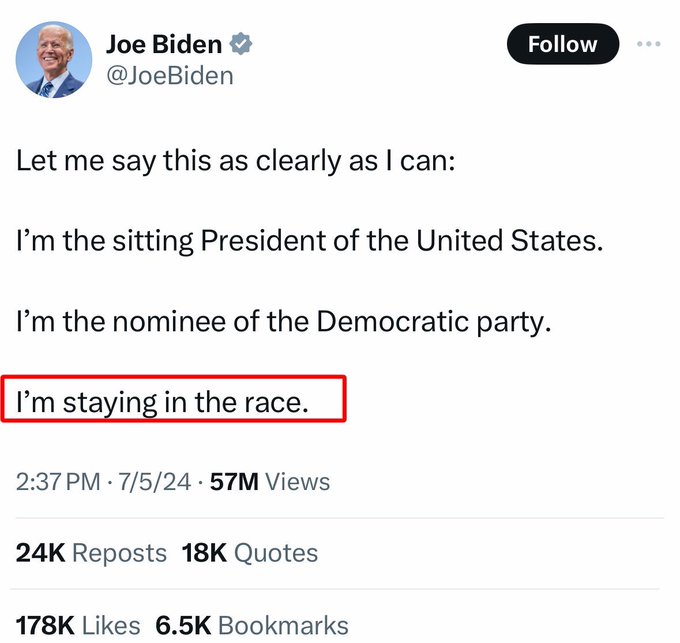 Joe Biden
Follow
@JoeBiden
Let me say this as clearly as I can:
I’m the sitting President of the United States.
I’m the nominee of the Democratic party.
I’m staying in the race.
2:37 PM · 7/5/24 · 57M Views
24K Reposts 18K Quotes
178K Likes 6.5K Bookmarks